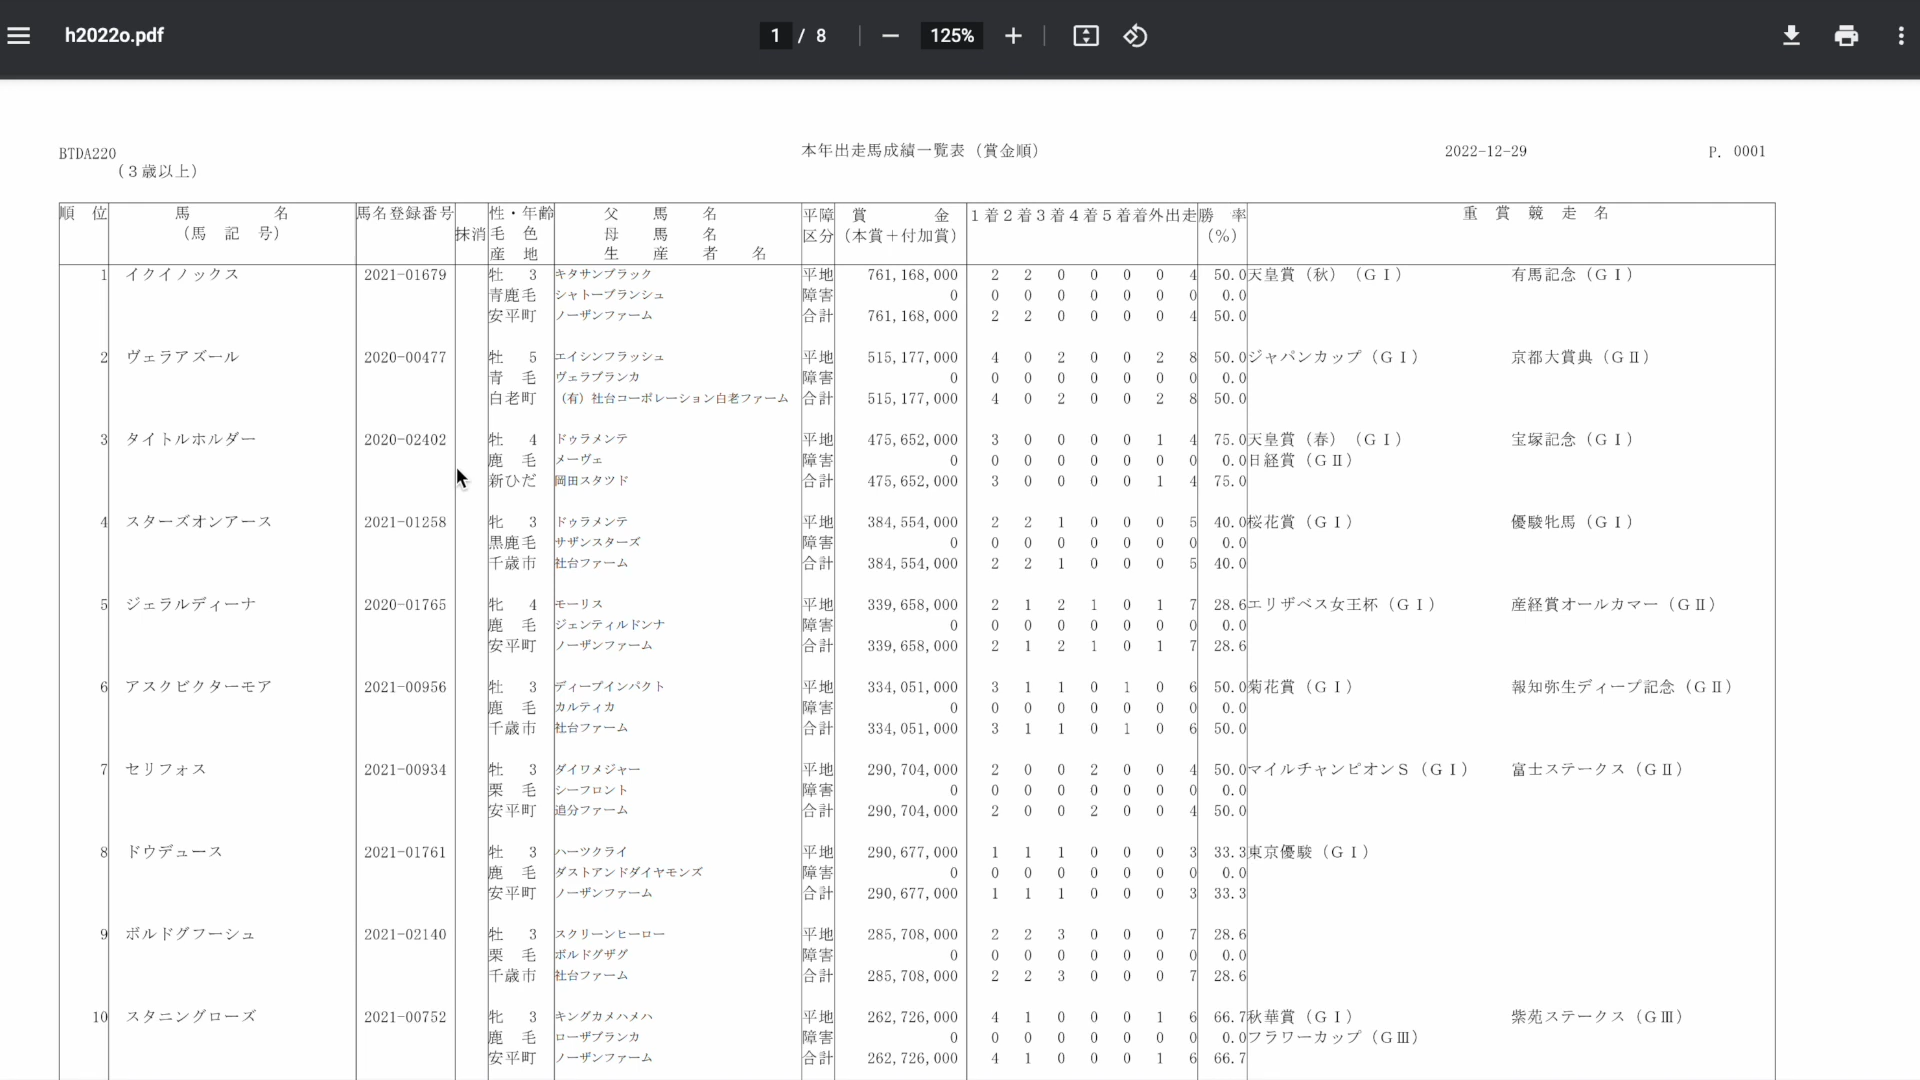 h2022o.pdf 1 / 8 125%
BTDA220 本年出走馬成績一覧表（賞金順） 2022-12-29 P. 0001
（３歳以上）
順 位 馬 名 馬名登録番号 性・年齢 父 馬 名 平障 賞 金 1着2着3着4着5着着外出走勝 率 重 賞 競 走 名
（馬 記 号） 抹消 毛 色 母 馬 名 区分 （本賞＋付加賞） （%）
産 地 生 産 者 名
1 イクイノックス 2021-01679 牡 3 キタサンブラック 平地 761,168,000 2 2 0 0 0 0 4 50.0 天皇賞（秋）（ＧⅠ） 有馬記念（ＧⅠ）
青鹿毛 シャトーブランシュ 障害 0 0 0 0 0 0 0 0 0.0
安平町 ノーザンファーム 合計 761,168,000 2 2 0 0 0 0 4 50.0
2 ヴェラアズール 2020-00477 牡 5 エイシンフラッシュ 平地 515,177,000 4 0 2 0 0 2 8 50.0 ジャパンカップ（ＧⅠ） 京都大賞典（ＧⅡ）
青 毛 ヴェラブランカ 障害 0 0 0 0 0 0 0 0 0.0
白老町 （有）社台コーポレーション白老ファーム 合計 515,177,000 4 0 2 0 0 2 8 50.0
3 タイトルホルダー 2020-02402 牡 4 ドゥラメンテ 平地 475,652,000 3 0 0 0 0 1 4 75.0 天皇賞（春）（ＧⅠ） 宝塚記念（ＧⅠ）
鹿 毛 メーヴェ 障害 0 0 0 0 0 0 0 0 0.0 日経賞（ＧⅡ）
新ひだ 岡田スタツド 合計 475,652,000 3 0 0 0 0 1 4 75.0
4 スターズオンアース 2021-01258 牝 3 ドゥラメンテ 平地 384,554,000 2 2 1 0 0 0 5 40.0 桜花賞（ＧⅠ） 優駿牝馬（ＧⅠ）
黒鹿毛 サザンスターズ 障害 0 0 0 0 0 0 0 0 0.0
千歳市 社台ファーム 合計 384,554,000 2 2 1 0 0 0 5 40.0
5 ジェラルディーナ 2020-01765 牝 4 モーリス 平地 339,658,000 2 1 2 1 0 1 7 28.6 エリザベス女王杯（ＧⅠ） 産経賞オールカマー（ＧⅡ）
鹿 毛 ジェンティルドンナ 障害 0 0 0 0 0 0 0 0 0.0
安平町 ノーザンファーム 合計 339,658,000 2 1 2 1 0 1 7 28.6
6 アスクビクターモア 2021-00956 牡 3 ディープインパクト 平地 334,051,000 3 1 1 0 1 0 6 50.0 菊花賞（ＧⅠ） 報知弥生ディープ記念（ＧⅡ）
鹿 毛 カルティカ 障害 0 0 0 0 0 0 0 0 0.0
千歳市 社台ファーム 合計 334,051,000 3 1 1 0 1 0 6 50.0
7 セリフォス 2021-00934 牡 3 ダイワメジャー 平地 290,704,000 2 0 0 2 0 0 4 50.0 マイルチャンピオンＳ（ＧⅠ） 富士ステークス（ＧⅡ）
栗 毛 シーフロント 障害 0 0 0 0 0 0 0 0 0.0
安平町 追分ファーム 合計 290,704,000 2 0 0 2 0 0 4 50.0
8 ドウデュース 2021-01761 牡 3 ハーツクライ 平地 290,677,000 1 1 1 0 0 0 3 33.3 東京優駿（ＧⅠ）
鹿 毛 ダストアンドダイヤモンズ 障害 0 0 0 0 0 0 0 0 0.0
安平町 ノーザンファーム 合計 290,677,000 1 1 1 0 0 0 3 33.3
9 ボルドグフーシュ 2021-02140 牡 3 スクリーンヒーロー 平地 285,708,000 2 2 3 0 0 0 7 28.6
栗 毛 ボルドグザグ 障害 0 0 0 0 0 0 0 0 0.0
千歳市 社台ファーム 合計 285,708,000 2 2 3 0 0 0 7 28.6
10 スタニングローズ 2021-00752 牝 3 キングカメハメハ 平地 262,726,000 4 1 0 0 0 1 6 66.7 秋華賞（ＧⅠ） 紫苑ステークス（ＧⅢ）
鹿 毛 ローザブランカ 障害 0 0 0 0 0 0 0 0 0.0 フラワーカップ（ＧⅢ）
安平町 ノーザンファーム 合計 262,726,000 4 1 0 0 0 1 6 66.7